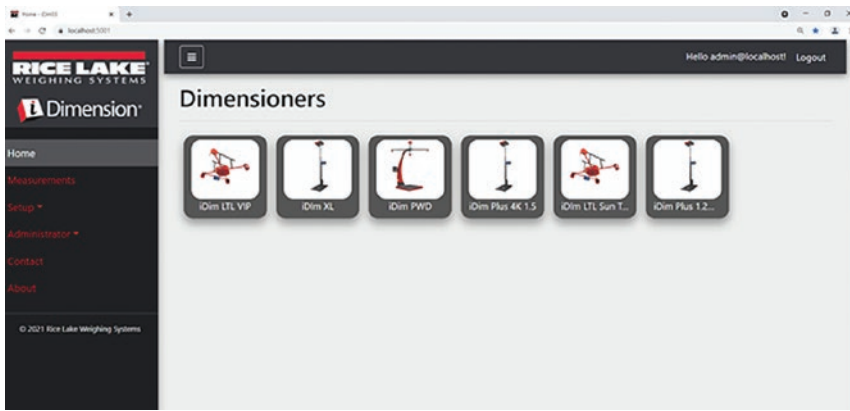 Home - iDimOS
localhost:5001
RICE LAKE
WEIGHING SYSTEMS
iDimension
Hello admin@localhost! Logout
Dimensioners
Home
Measurements
Setup
Administrator
Contact
About
iDim LTL VIP
iDIm XL
iDim PWD
iDim Plus 4K 1.5
iDIm LTL Sun T...
iDim Plus 1.2...
© 2021 Rice Lake Weighing Systems